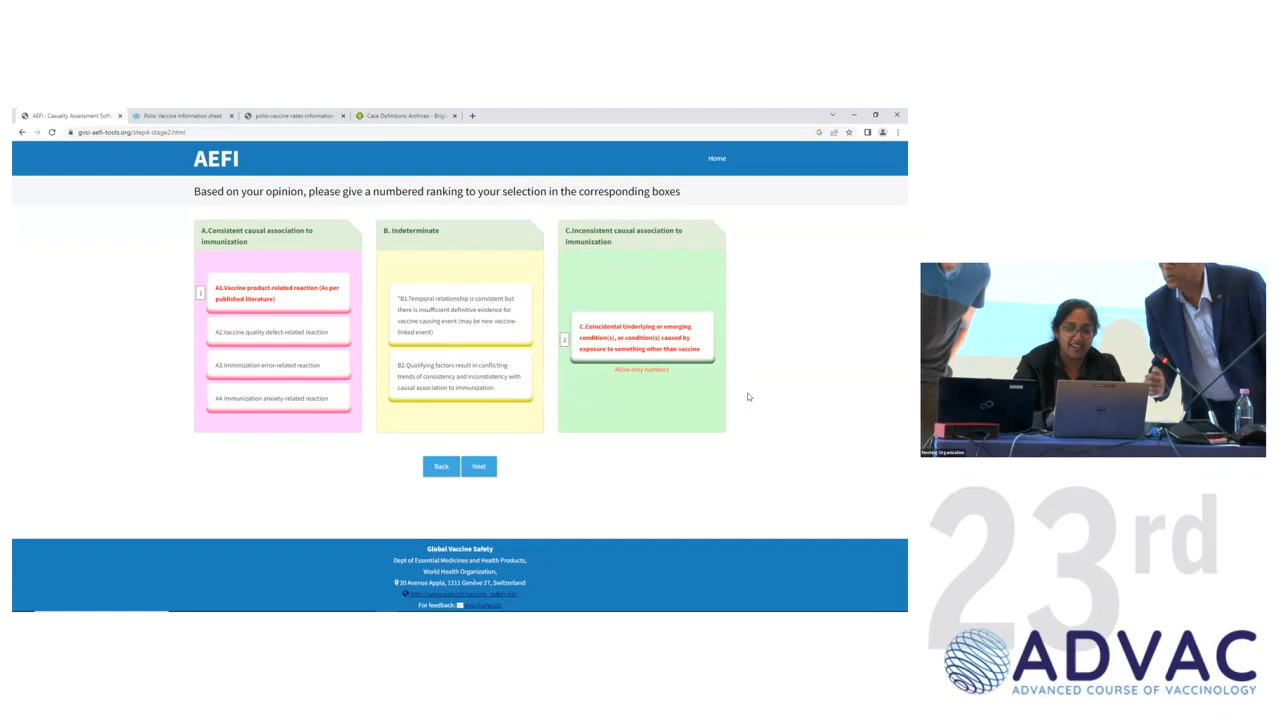 AEFI : Casualty Assessment Soft-
Polio Vaccine Information sheet
polio-vaccine-rates-information-
Case Definitions Archives - Brig
gvsi-aefi-tools.org/step4-stage2.html
AEFI
Home
Based on your opinion, please give a numbered ranking to your selection in the corresponding boxes
A.Consistent causal association to
immunization
1
A1.Vaccine product-related reaction (As per
published literature)
A2.Vaccine quality defect-related reaction
A3.Imminization error-related reaction
A4.Immunization anxiety-related reaction
B. Indeterminate
*B1.Temporal relationship is consistent but
there is insufficient definitive evidence for
vaccine causing event (may be new vaccine-
linked event)
B2.Qualifying factors result in conflicting
trends of consistency and inconstistency with
causal association to immunization.
C.Inconsistent causal association to
immunization
2
C.Coincidental Underlying or emerging
condition(s), or condition(s) caused by
exposure to something other than vaccine
Allow only numbers
Back
Next
Global Vaccine Safety
Dept of Essential Medicines and Health Products,
World Health Organization,
20 Avenue Appia, 1211 Genève 27, Switzerland
For feedback:
DELL
Meeting Organization
23rd
ADVAC
ADVANCED COURSE OF VACCINOLOGY